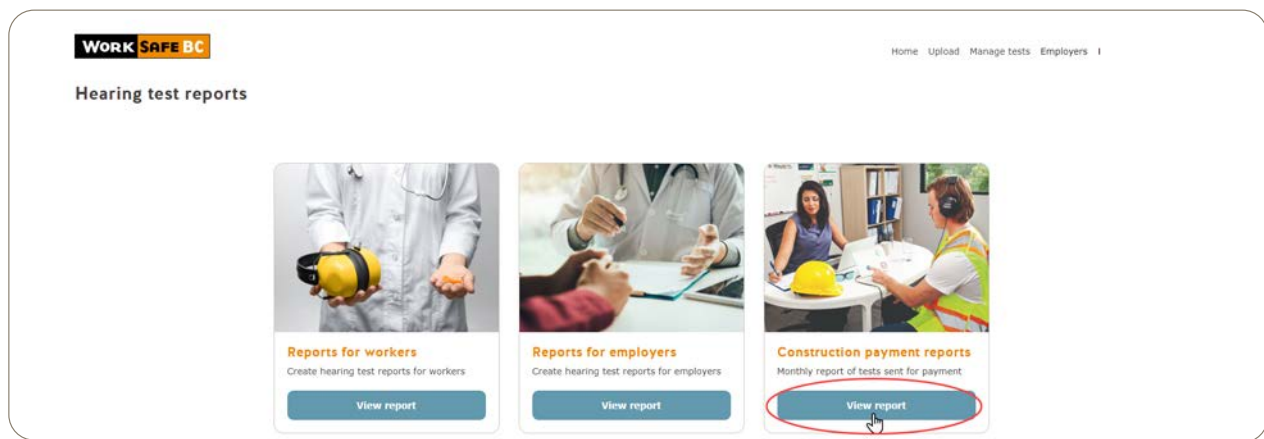 WORK SAFE BC
Home Upload Manage tests Employers I
Hearing test reports
Reports for workers
Create hearing test reports for workers
View report
Reports for employers
Create hearing test reports for employers
View report
Construction payment reports
Monthly report of tests sent for payment
View report